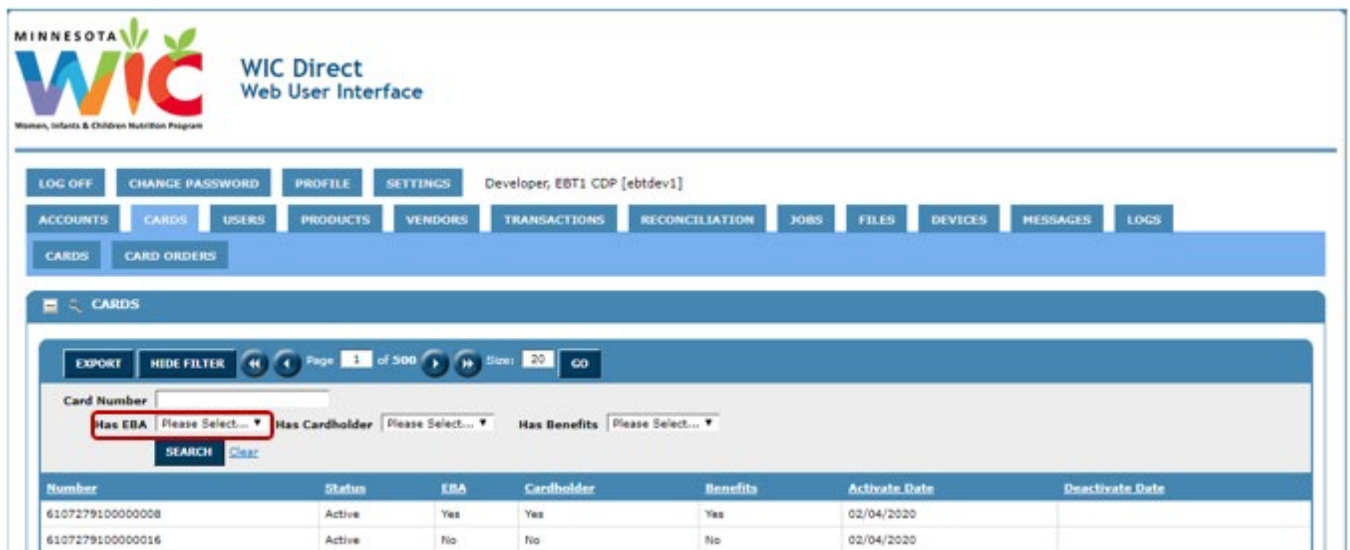 MINNESOTA
WIC
Women, Infants & Children Nutrition Program
WIC Direct
Web User Interface
LOG OFF CHANGE PASSWORD PROFILE SETTINGS Developer, EBT1 CDP [ebtdev1]
ACCOUNTS CARDS USERS PRODUCTS VENDORS TRANSACTIONS RECONCILIATION JOBS FILES DEVICES MESSAGES LOGS
CARDS CARD ORDERS
CARDS
EXPORT HIDE FILTER Page 1 of 500 Size: 20 GO
Card Number
Has EBA Please Select... Has Cardholder Please Select... Has Benefits Please Select...
SEARCH Clear
Number Status EBA Cardholder Benefits Activate Date Deactivate Date
6107279100000008 Active Yes Yes Yes 02/04/2020
6107279100000016 Active No No No 02/04/2020